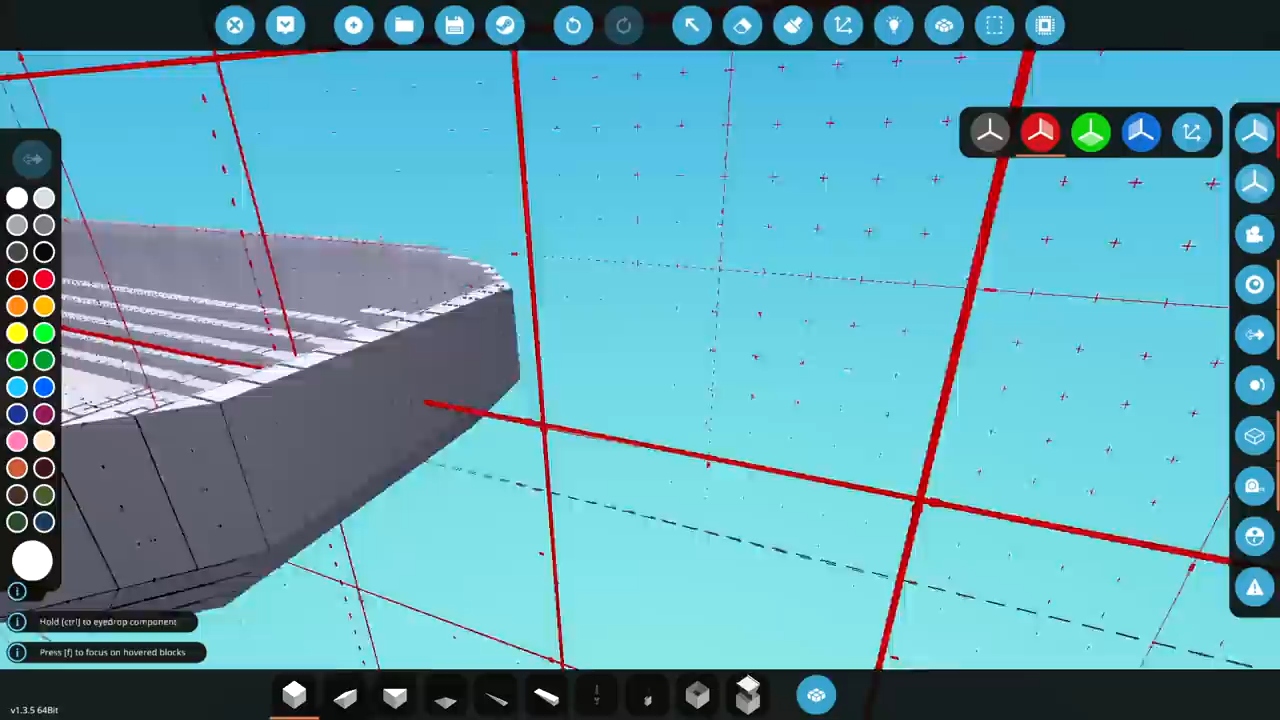 Hold [ctrl] to eyedrop component
Press [f] to focus on hovered blocks
v1.3.5 64Bit